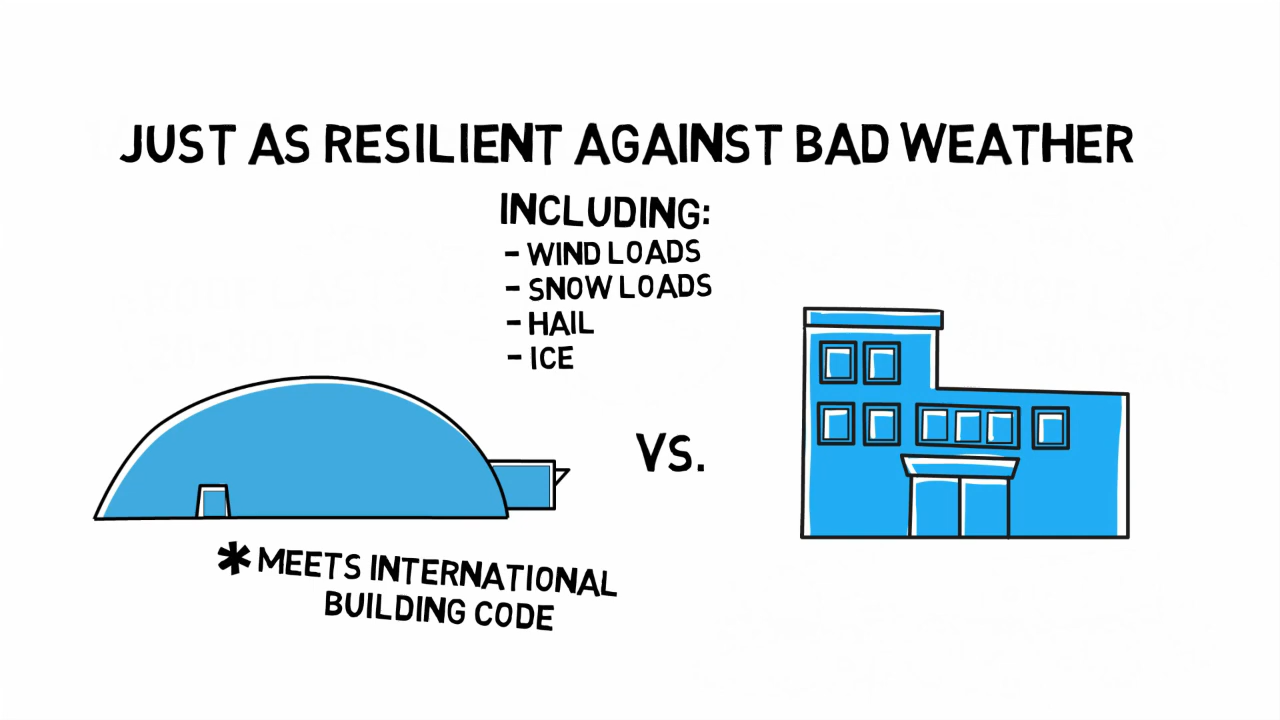 JUST AS RESILIENT AGAINST BAD WEATHER
INCLUDING:
- WIND LOADS
- SNOW LOADS
- HAIL
- ICE
VS.
* MEETS INTERNATIONAL
BUILDING CODE